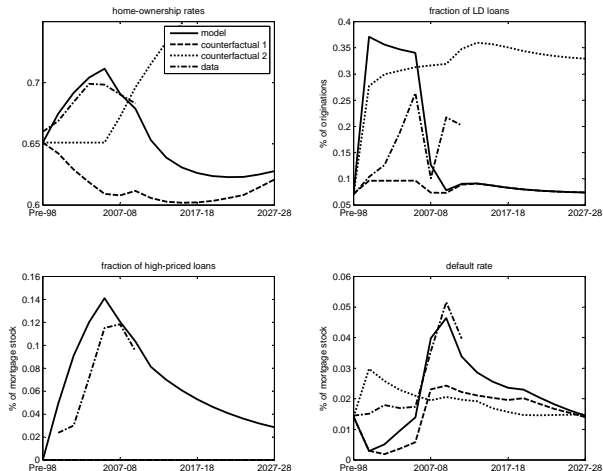 home-ownership rates
model
counterfactual 1
counterfactual 2
data
0.7
0.65
0.6
Pre-98 2007-08 2017-18 2027-28
fraction of LD loans
% of originations
0.4
0.35
0.3
0.25
0.2
0.15
0.1
0.05
Pre-98 2007-08 2017-18 2027-28
fraction of high-priced loans
% of mortgage stock
0.16
0.14
0.12
0.1
0.08
0.06
0.04
0.02
0
Pre-98 2007-08 2017-18 2027-28
default rate
% of mortgage stock
0.06
0.05
0.04
0.03
0.02
0.01
0
Pre-98 2007-08 2017-18 2027-28